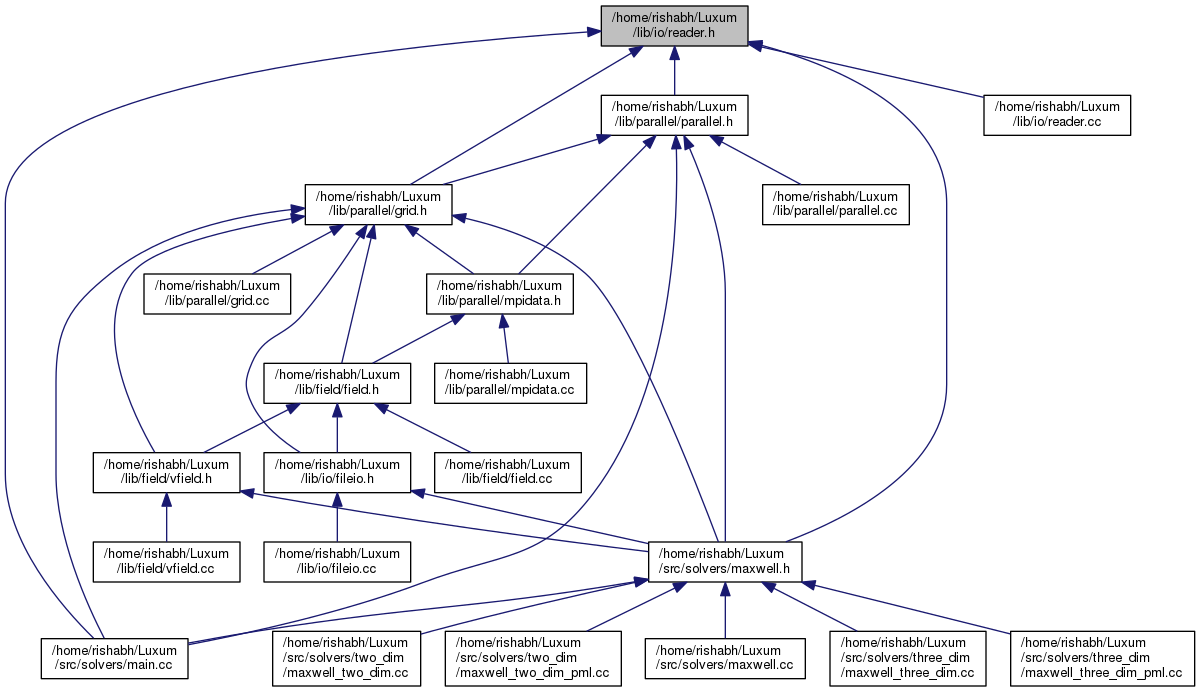 /home/rishabh/Luxum
/lib/io/reader.h
/home/rishabh/Luxum
/lib/parallel/parallel.h
/home/rishabh/Luxum
/lib/io/reader.cc
/home/rishabh/Luxum
/lib/parallel/grid.h
/home/rishabh/Luxum
/lib/parallel/parallel.cc
/home/rishabh/Luxum
/lib/parallel/grid.cc
/home/rishabh/Luxum
/lib/parallel/mpidata.h
/home/rishabh/Luxum
/lib/field/field.h
/home/rishabh/Luxum
/lib/parallel/mpidata.cc
/home/rishabh/Luxum
/lib/field/vfield.h
/home/rishabh/Luxum
/lib/io/fileio.h
/home/rishabh/Luxum
/lib/field/field.cc
/home/rishabh/Luxum
/lib/field/vfield.cc
/home/rishabh/Luxum
/lib/io/fileio.cc
/home/rishabh/Luxum
/src/solvers/maxwell.h
/home/rishabh/Luxum
/src/solvers/main.cc
/home/rishabh/Luxum
/src/solvers/two_dim
/maxwell_two_dim.cc
/home/rishabh/Luxum
/src/solvers/two_dim
/maxwell_two_dim_pml.cc
/home/rishabh/Luxum
/src/solvers/maxwell.cc
/home/rishabh/Luxum
/src/solvers/three_dim
/maxwell_three_dim.cc
/home/rishabh/Luxum
/src/solvers/three_dim
/maxwell_three_dim_pml.cc